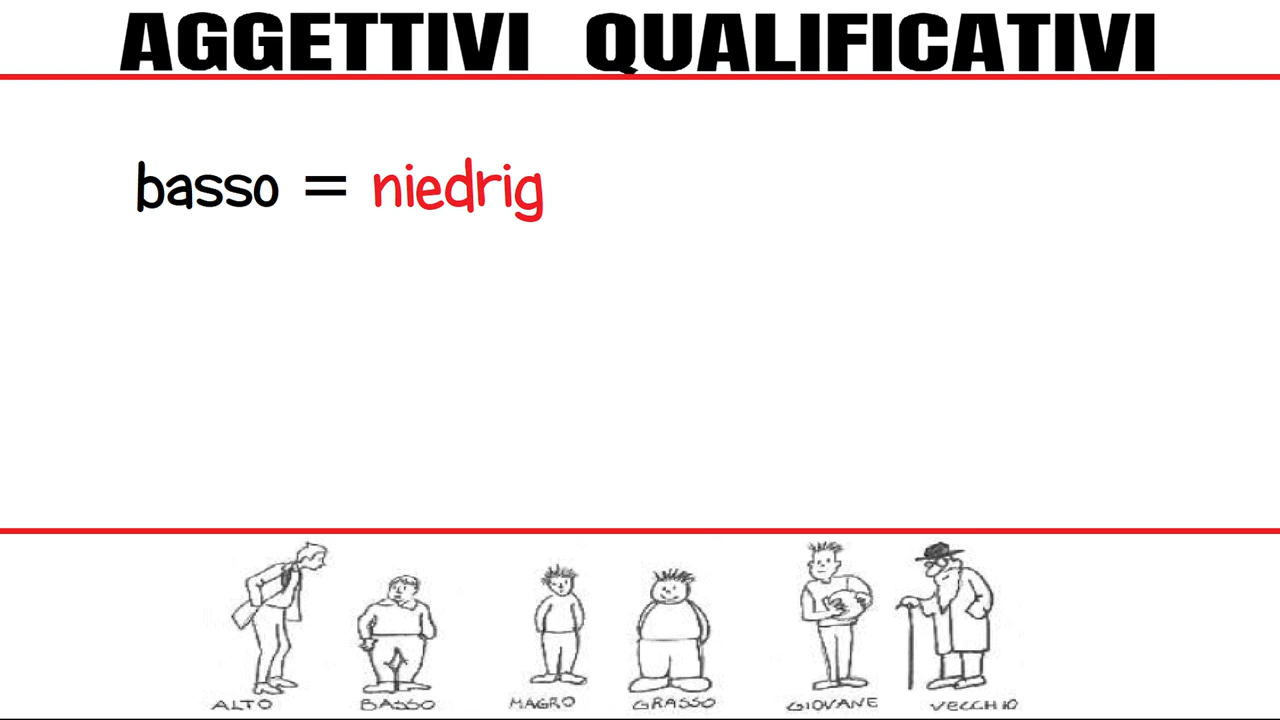 AGGETTIVI QUALIFICATIVI
basso = niedrig
ALTO BASSO MAGRO GRASSO GIOVANE VECCHIO